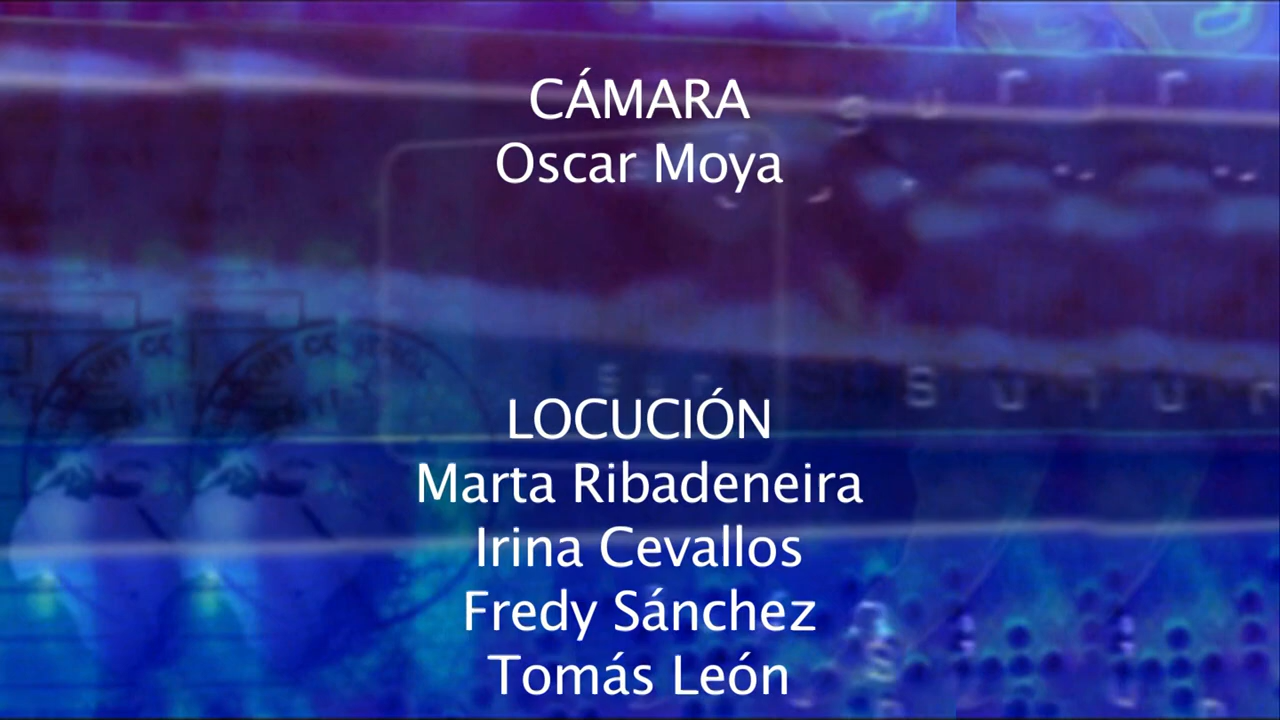 CÁMARA
Oscar Moya
LOCUCIÓN
Marta Ribadeneira
Irina Cevallos
Fredy Sánchez
Tomás León